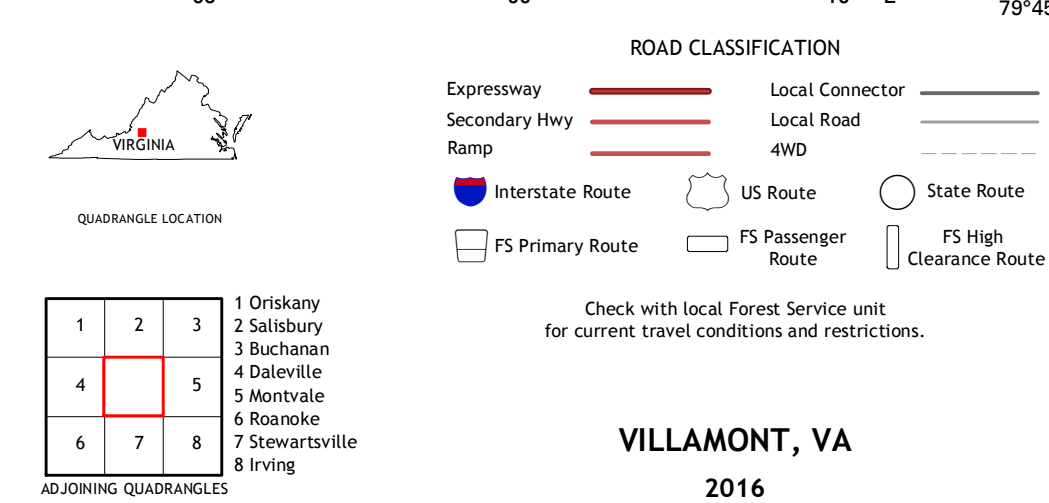 79°45
ROAD CLASSIFICATION
Expressway
Local Connector
Secondary Hwy
Local Road
Ramp
4WD
Interstate Route
US Route
State Route
FS Primary Route
FS Passenger
Route
FS High
Clearance Route
Check with local Forest Service unit
for current travel conditions and restrictions.
VIRGINIA
QUADRANGLE LOCATION
1 2 3
4 5
6 7 8
1 Oriskany
2 Salisbury
3 Buchanan
4 Daleville
5 Montvale
6 Roanoke
7 Stewartsville
8 Irving
ADJOINING QUADRANGLES
VILLAMONT, VA
2016